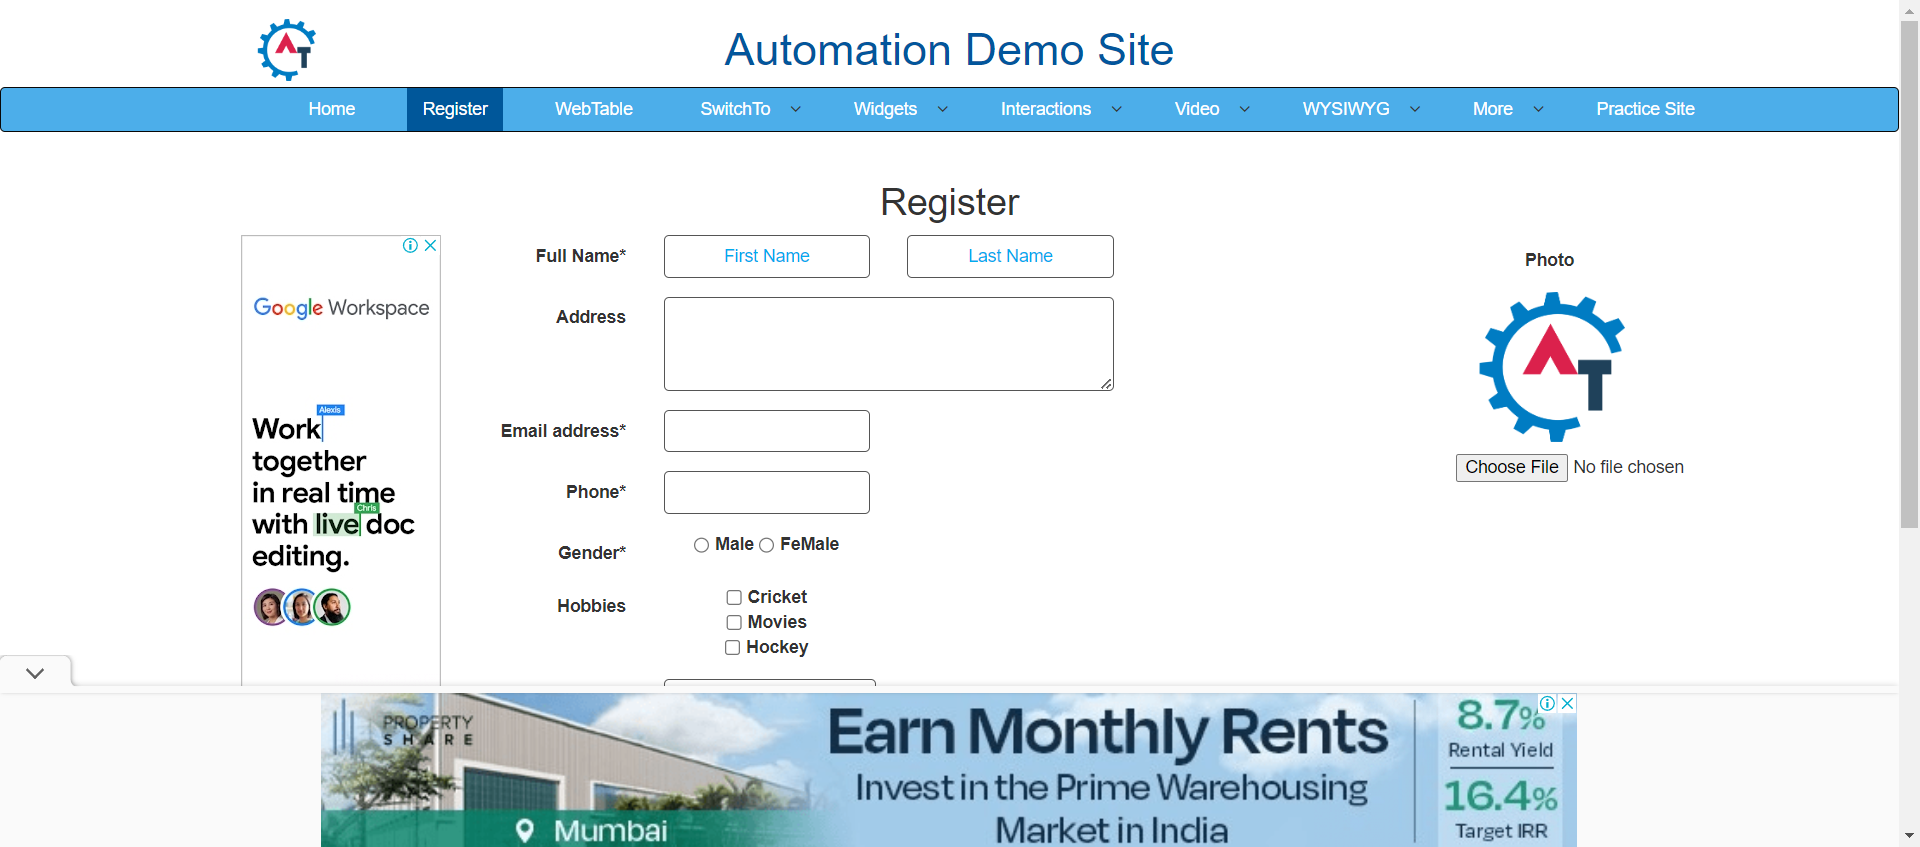 AT
Automation Demo Site
Home Register WebTable SwitchTo Widgets Interactions Video WYSIWYG More Practice Site
Register
Full Name* First Name Last Name
Address
Email address*
Phone*
Gender* Male FeMale
Hobbies Cricket
Movies
Hockey
Photo
AT
Choose File No file chosen
Google Workspace
Alexis
Work
together
in real time
Chris
with live doc
editing.
PROPERTY
SHARE
Mumbai
Earn Monthly Rents
Invest in the Prime Warehousing
Market in India
8.7%
Rental Yield
16.4%
Target IRR